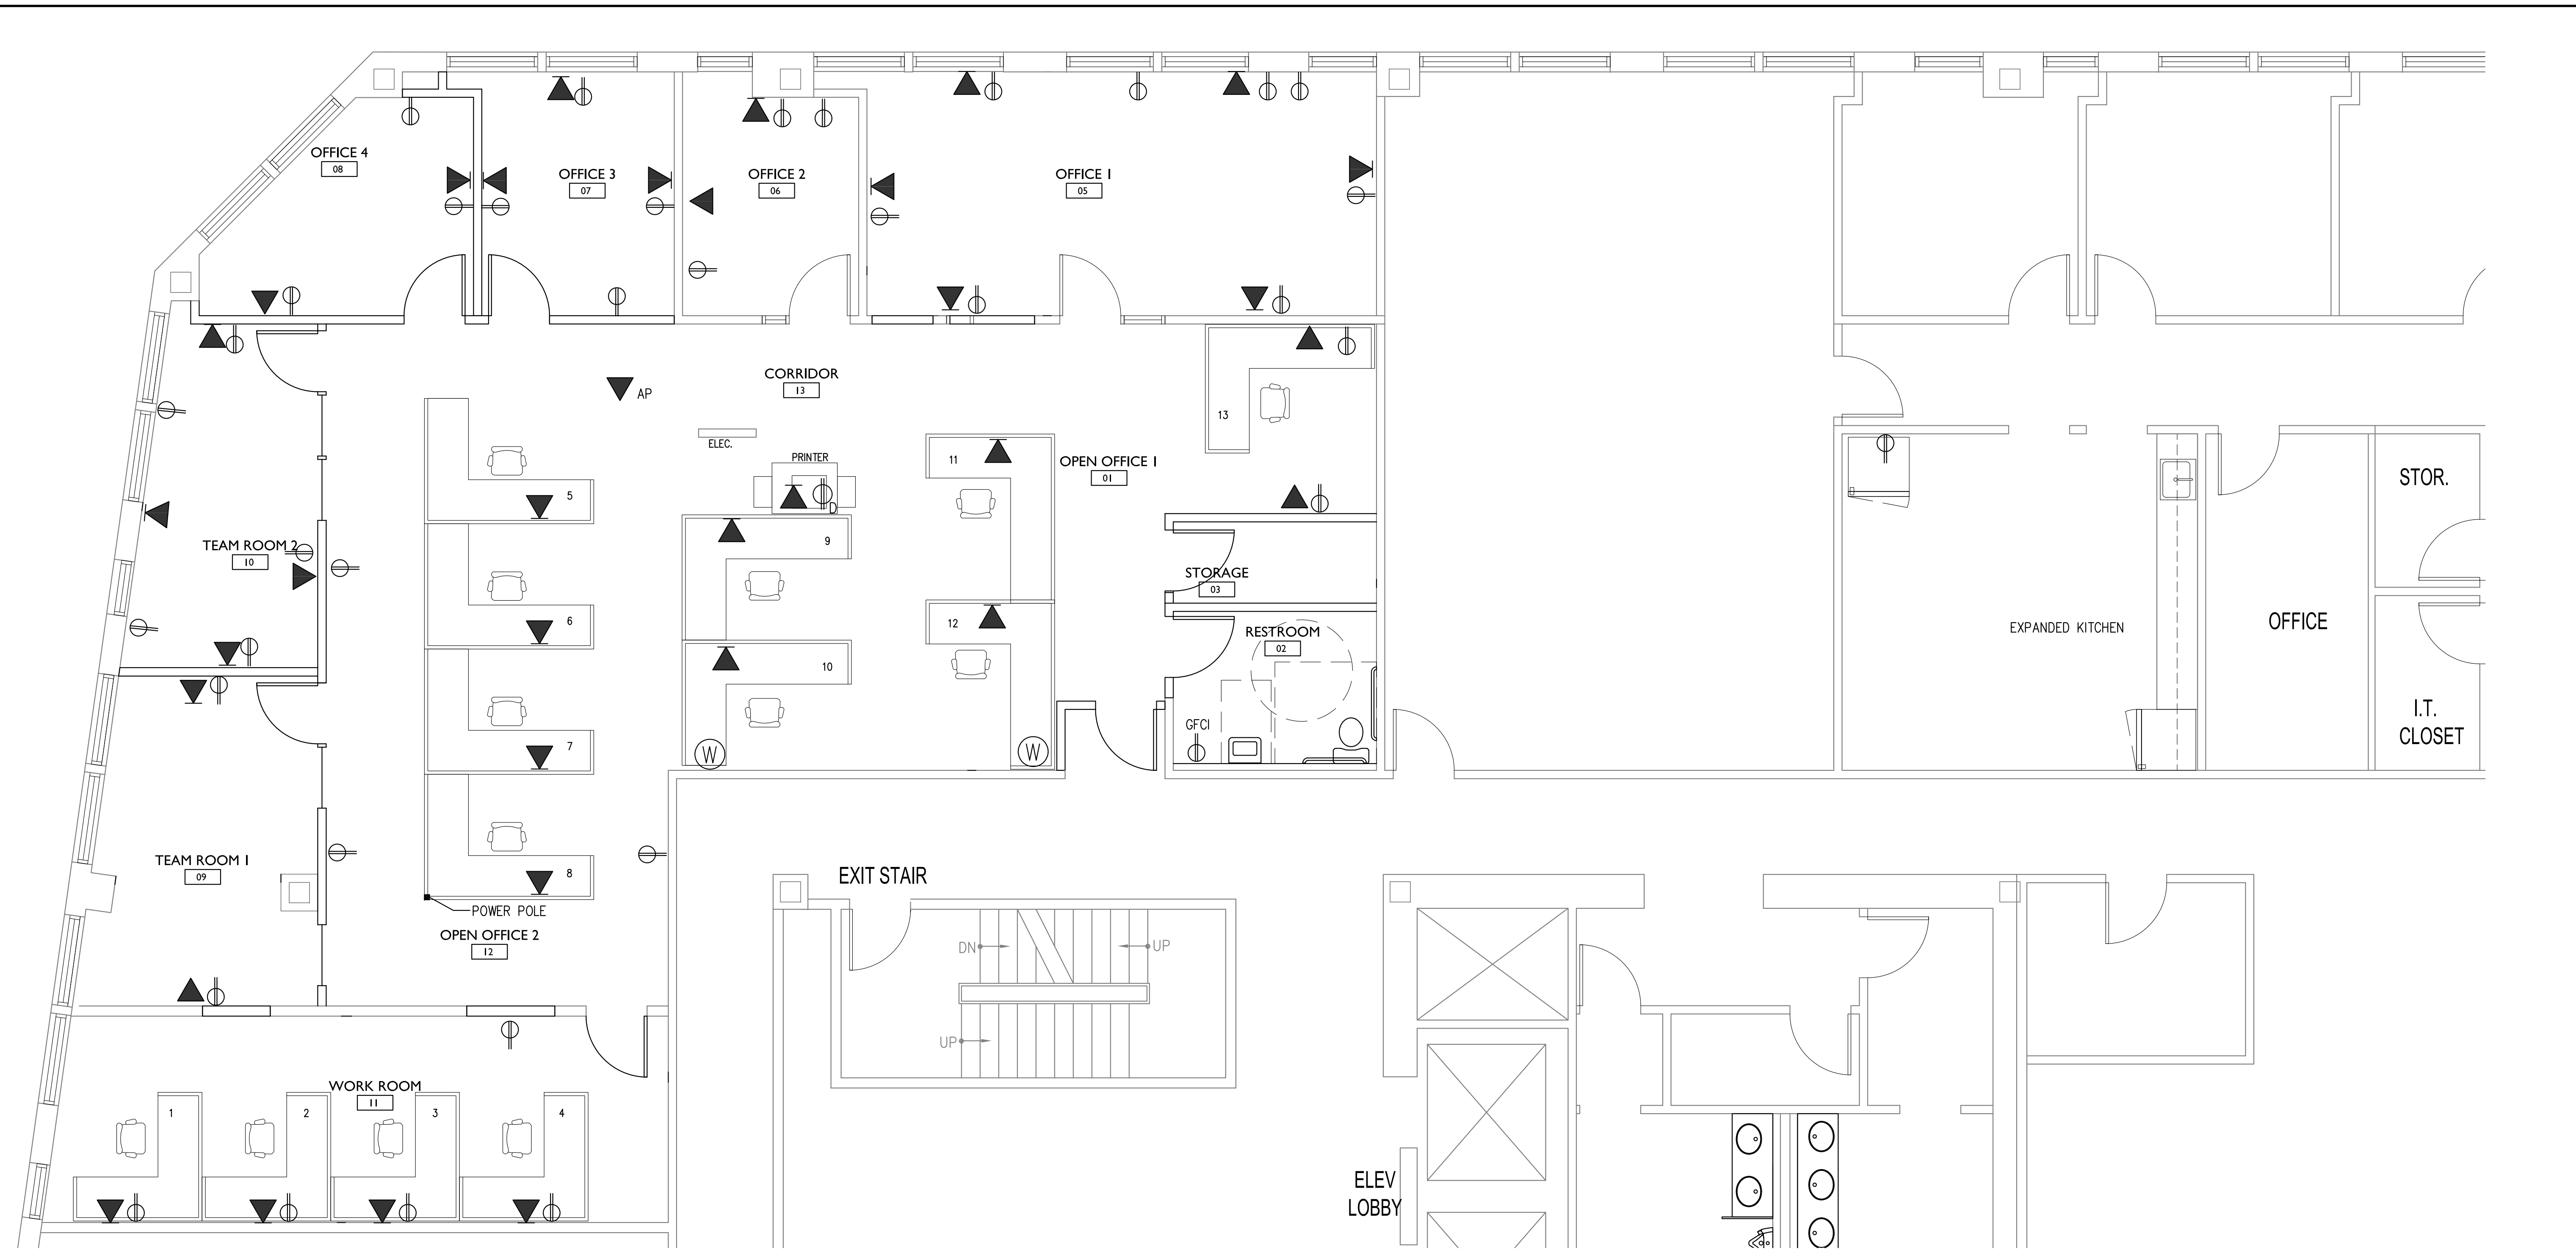 OFFICE 4
08
OFFICE 3
07
OFFICE 2
06
OFFICE 1
05
CORRIDOR
13
AP
ELEC.
PRINTER
D
5
6
7
8
9
10
11
12
13
OPEN OFFICE 1
01
STORAGE
03
RESTROOM
02
GFCI
W
W
TEAM ROOM 2
10
TEAM ROOM 1
09
POWER POLE
OPEN OFFICE 2
12
WORK ROOM
11
1
2
3
4
EXIT STAIR
DN
UP
UP
EXPANDED KITCHEN
OFFICE
STOR.
I.T.
CLOSET
ELEV
LOBBY